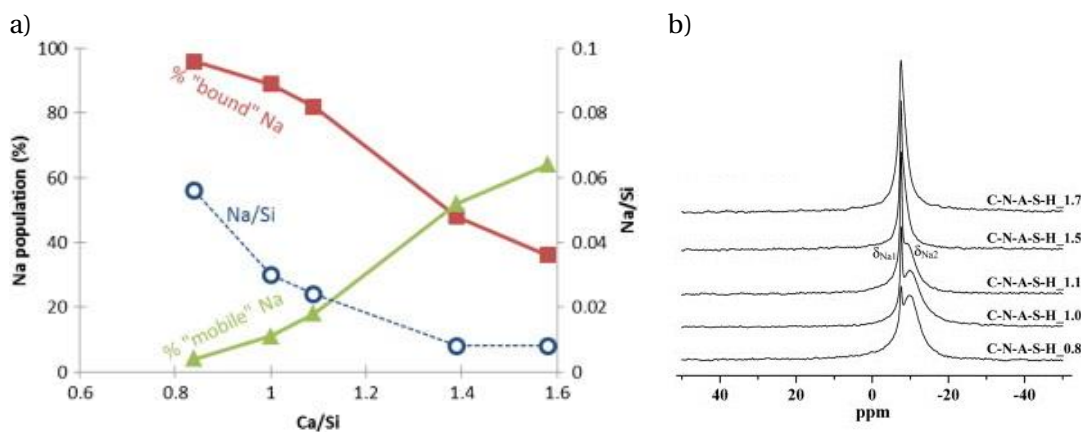 a)
100
80
60
40
20
0
Na population (%)
% "bound" Na
Na/Si
% "mobile" Na
0.1
0.08
0.06
0.04
0.02
0
Na/Si
0.6
0.8
1
1.2
1.4
1.6
Ca/Si
b)
C-N-A-S-H_1.7
C-N-A-S-H_1.5
δNa1 δNa2
C-N-A-S-H_1.1
C-N-A-S-H_1.0
C-N-A-S-H_0.8
40 20 0 -20 -40
ppm